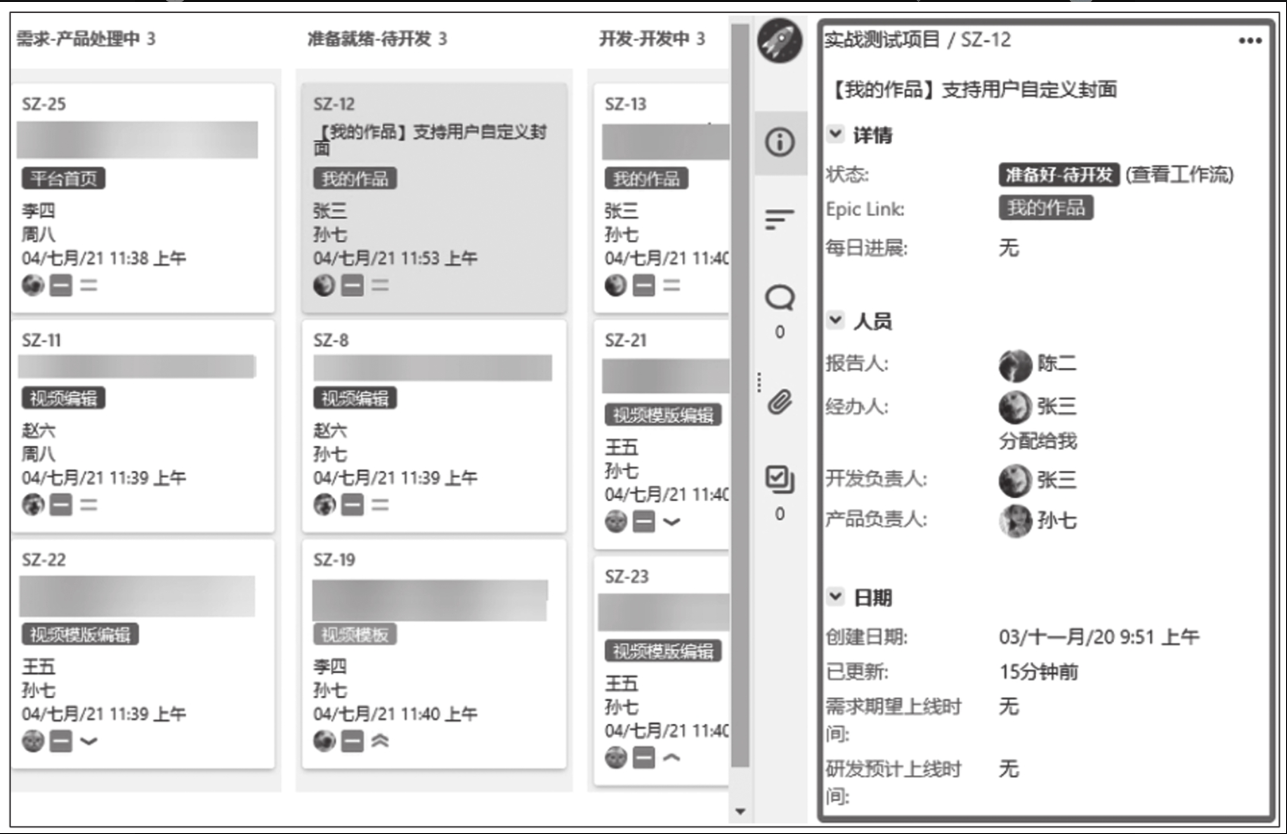 需求-产品处理中 3
SZ-25
平台首页
李四
周八
04/七月/21 11:38 上午
SZ-11
视频编辑
赵六
周八
04/七月/21 11:39 上午
SZ-22
视频模版编辑
王五
孙七
04/七月/21 11:39 上午
准备就绪-待开发 3
SZ-12
【我的作品】支持用户自定义封
面
我的作品
张三
孙七
04/七月/21 11:53 上午
SZ-8
视频编辑
赵六
孙七
04/七月/21 11:39 上午
SZ-19
视频模板
李四
孙七
04/七月/21 11:40 上午
开发-开发中 3
SZ-13
我的作品
张三
孙七
04/七月/21 11:40
SZ-21
视频模版编辑
王五
孙七
04/七月/21 11:40
SZ-23
视频模版编辑
王五
孙七
04/七月/21 11:40
0
0
实战测试项目 / SZ-12
【我的作品】支持用户自定义封面
详情
状态: 准备好-待开发 (查看工作流)
Epic Link: 我的作品
每日进展: 无
人员
报告人: 陈二
经办人: 张三
分配给我
开发负责人: 张三
产品负责人: 孙七
日期
创建日期: 03/十一月/20 9:51 上午
已更新: 15分钟前
需求期望上线时 无
间:
研发预计上线时 无
间: